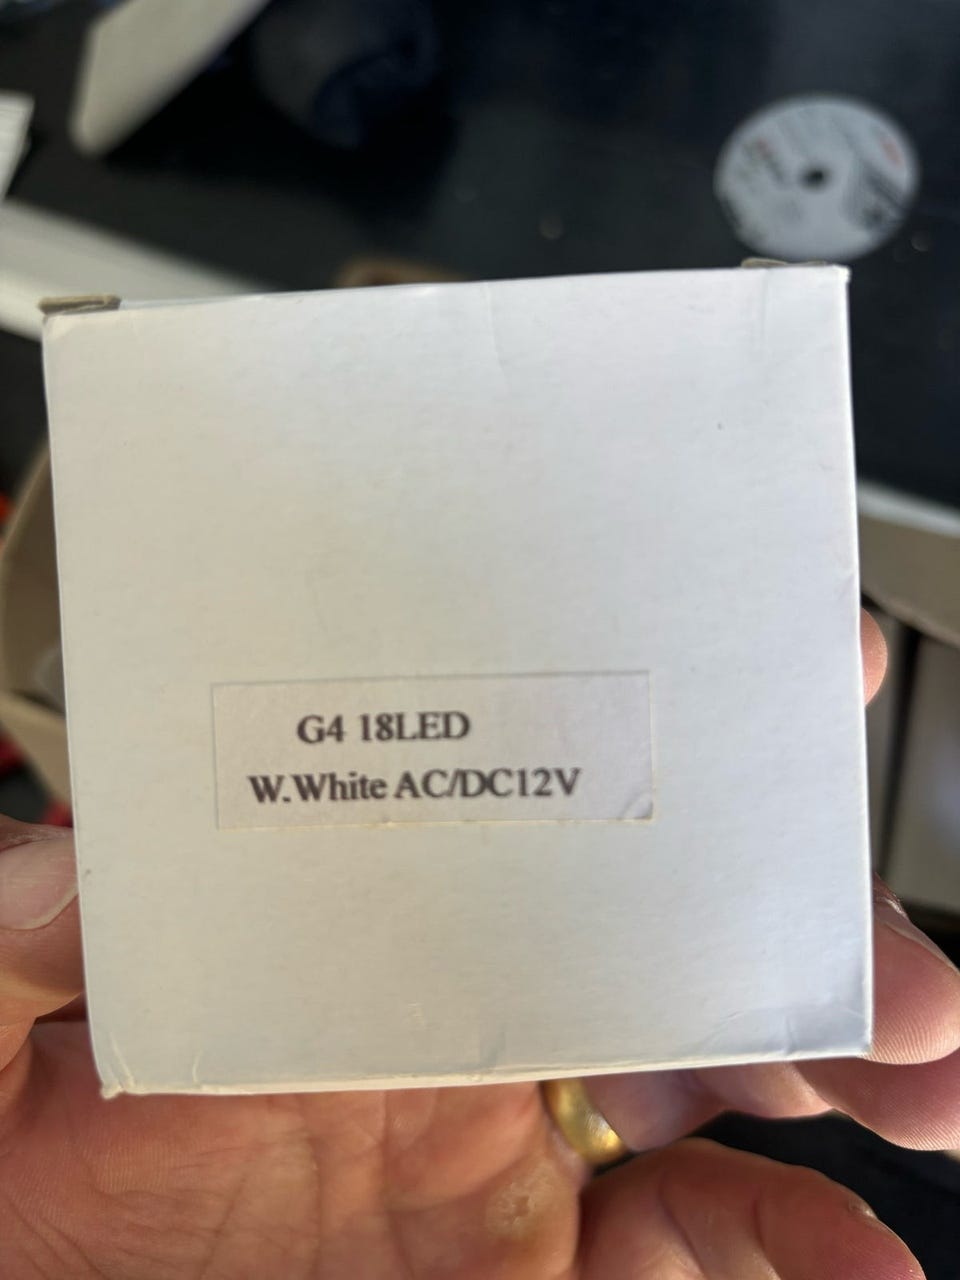 G4 18LED
W.White AC/DC12V